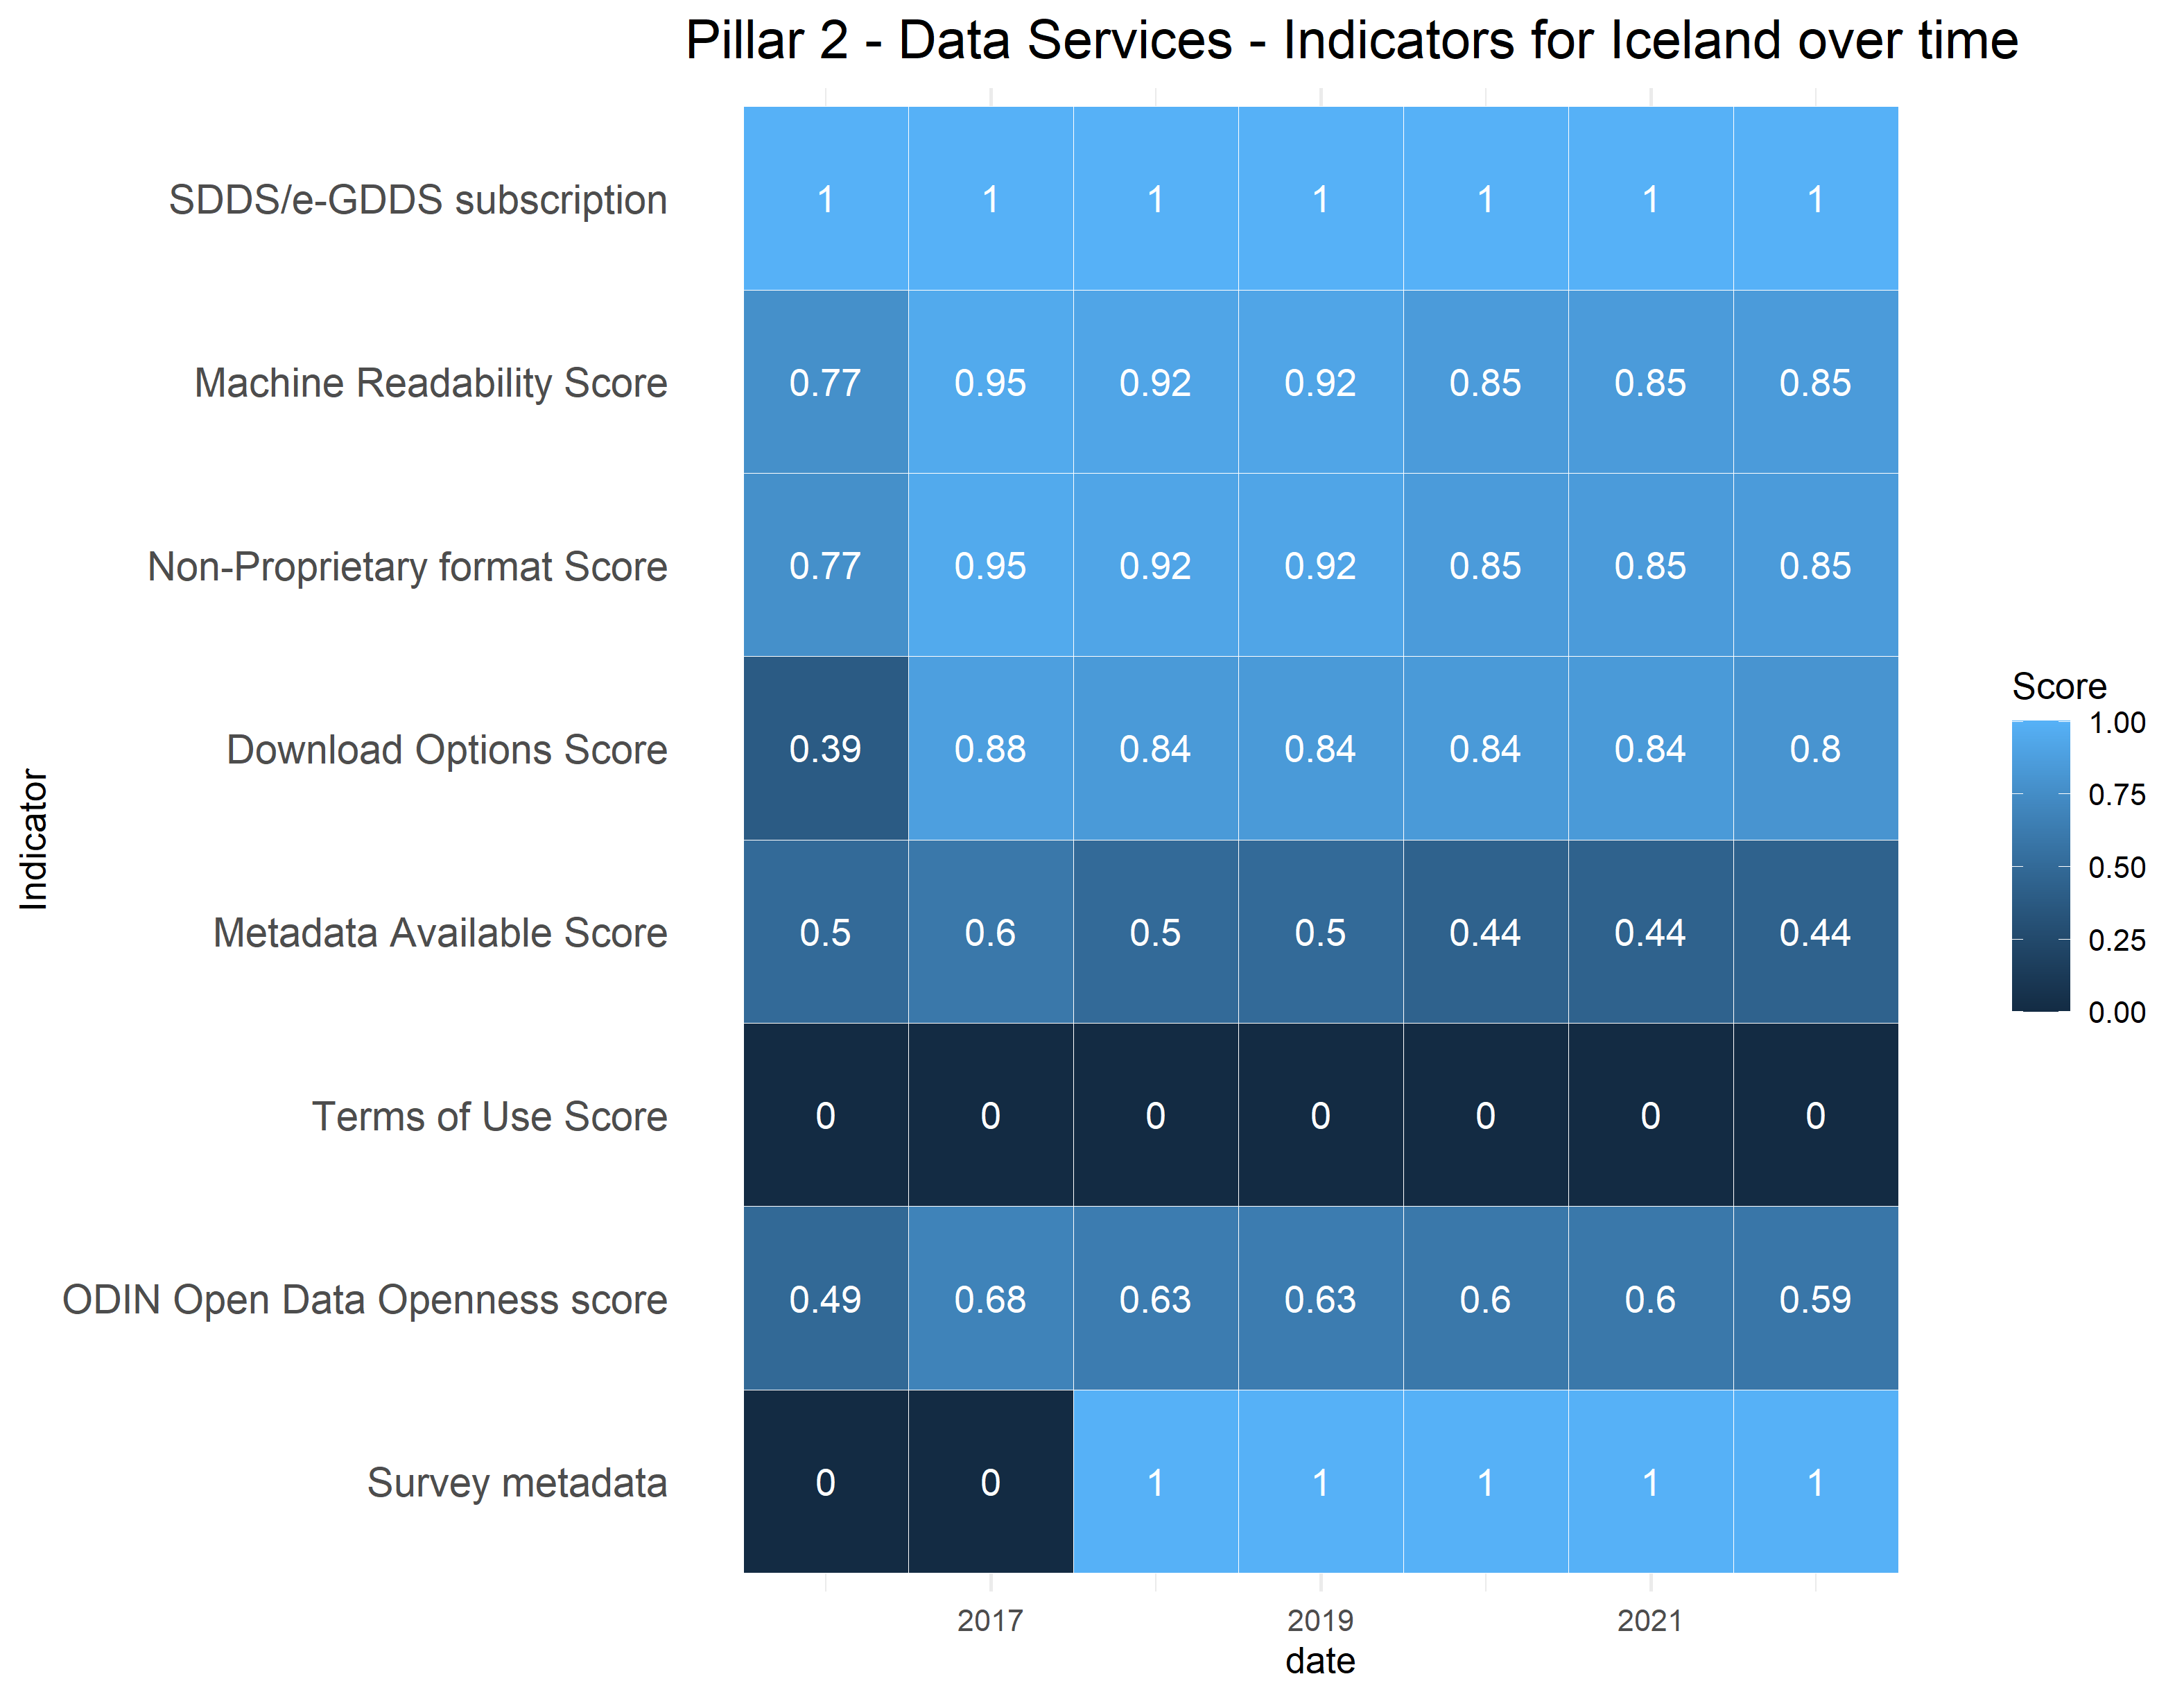 Pillar 2 - Data Services - Indicators for Iceland over time
SDDS/e-GDDS subscription 1 1 1 1 1 1 1
Machine Readability Score 0.77 0.95 0.92 0.92 0.85 0.85 0.85
Non-Proprietary format Score 0.77 0.95 0.92 0.92 0.85 0.85 0.85
Download Options Score 0.39 0.88 0.84 0.84 0.84 0.84 0.8
Metadata Available Score 0.5 0.6 0.5 0.5 0.44 0.44 0.44
Terms of Use Score 0 0 0 0 0 0 0
ODIN Open Data Openness score 0.49 0.68 0.63 0.63 0.6 0.6 0.59
Survey metadata 0 0 1 1 1 1 1
2017 2019 2021
date
Indicator
Score
1.00
0.75
0.50
0.25
0.00